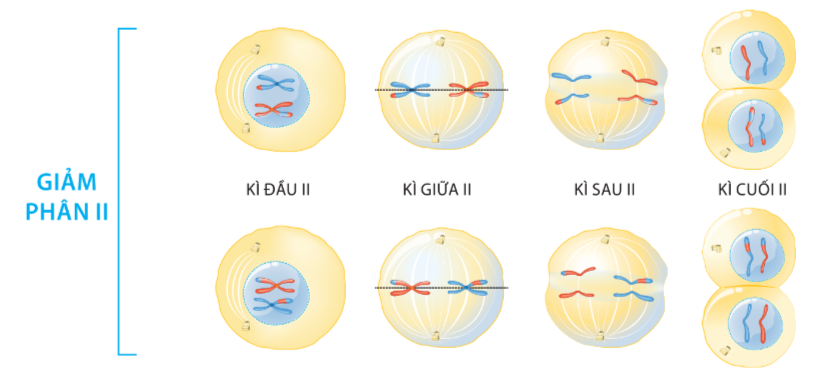 GIẢM
PHÂN II
KÌ ĐẦU II
KÌ GIỮA II
KÌ SAU II
KÌ CUỐI II